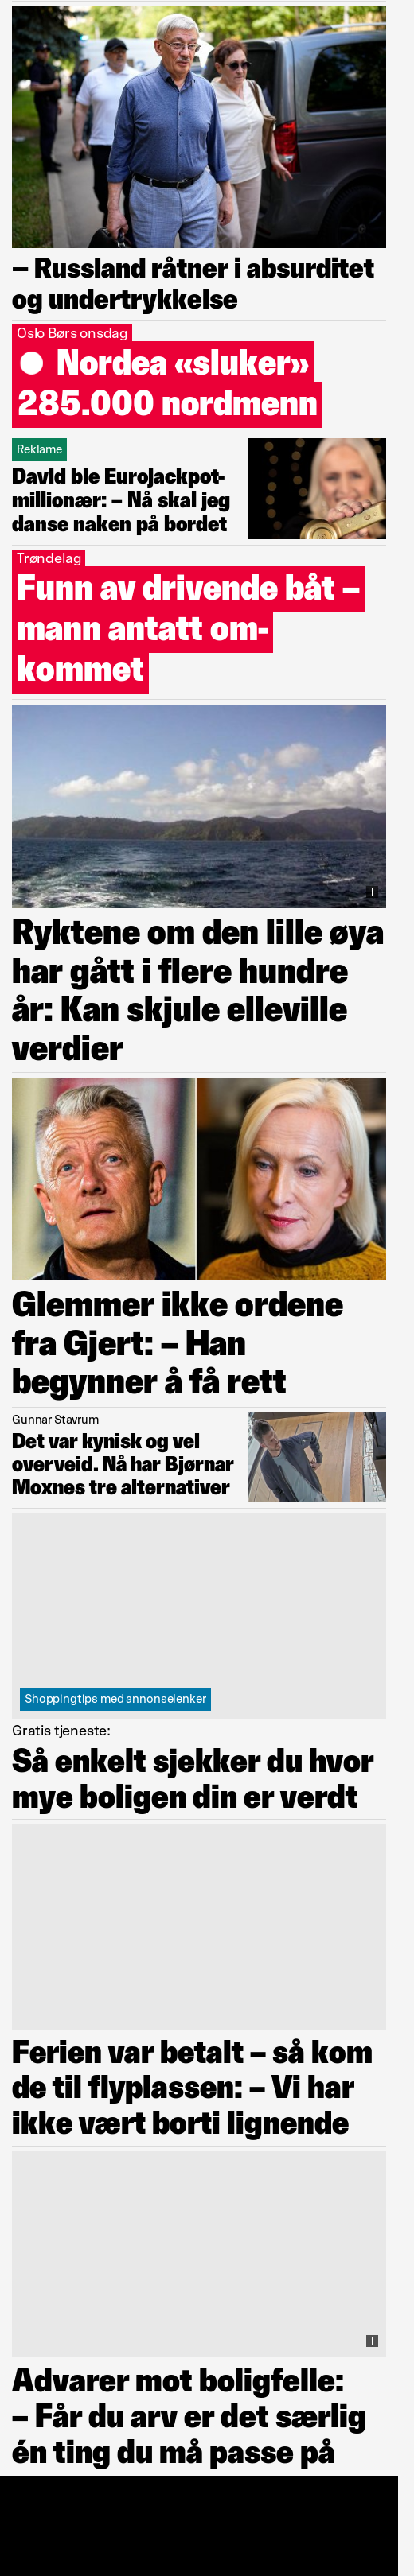 – Russland råtner i absurditet
og undertrykkelse
Oslo Børs onsdag
● Nordea «sluker»
285.000 nordmenn
Reklame
David ble Eurojackpot-
millionær: – Nå skal jeg
danse naken på bordet
Trøndelag
Funn av drivende båt –
mann antatt om-
kommet
Ryktene om den lille øya
har gått i flere hundre
år: Kan skjule elleville
verdier
Glemmer ikke ordene
fra Gjert: – Han
begynner å få rett
Gunnar Stavrum
Det var kynisk og vel
overveid. Nå har Bjørnar
Moxnes tre alternativer
Shoppingtips med annonselenker
Gratis tjeneste:
Så enkelt sjekker du hvor
mye boligen din er verdt
Ferien var betalt – så kom
de til flyplassen: – Vi har
ikke vært borti lignende
Advarer mot boligfelle:
– Får du arv er det særlig
én ting du må passe på